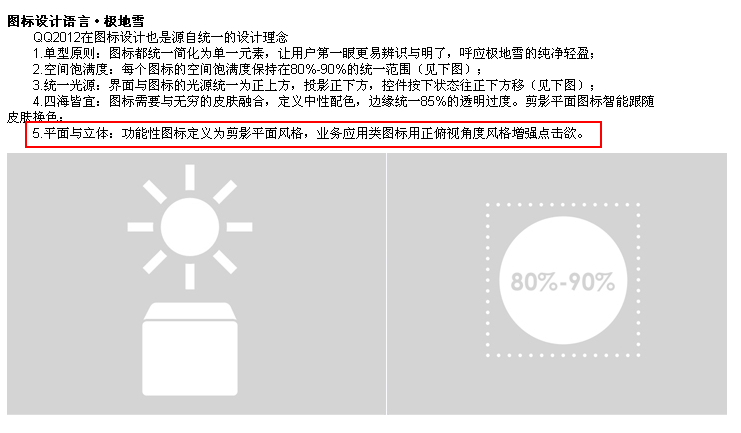 图标设计语言·极地雪
QQ2012在图标设计也是源自统一的设计理念
1.单型原则：图标都统一简化为单一元素，让用户第一眼更易辨识与明了，呼应极地雪的纯净轻盈；
2.空间饱满度：每个图标的空间饱满度保持在80%-90%的统一范围（见下图）；
3.统一光源：界面与图标的光源统一为正上方，投影正下方，控件按下状态往正下方移（见下图）；
4.四海皆宜：图标需要与无穷的皮肤融合，定义中性配色，边缘统一85%的透明过度。剪影平面图标智能跟随
皮肤换色；
5.平面与立体：功能性图标定义为剪影平面风格，业务应用类图标用正俯视角度风格增强点击欲。
80%-90%